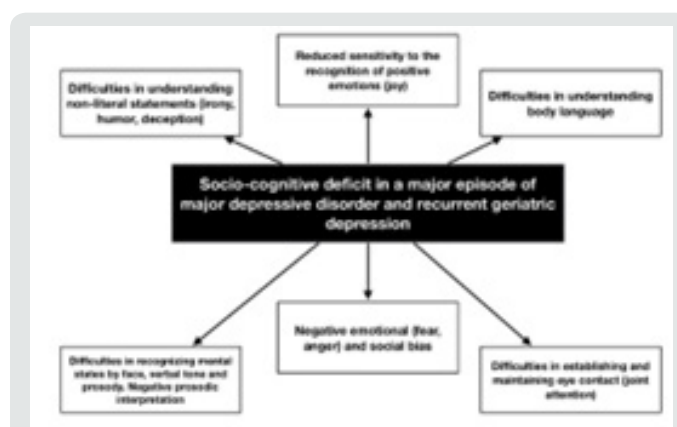 Reduced sensitivity to the
recognition of positive
emotions (joy)
Difficulties in understanding
non-literal statements (irony,
humor, deception)
Difficulties in understanding
body language
Socio-cognitive deficit in a major episode of
major depressive disorder and recurrent geriatric
depression
Negative emotional (fear,
anger) and social bias
Difficulties in recognizing mental
states by face, verbal tone and
prosody. Negative prosodic
interpretation
Difficulties in establishing and
maintaining eye contact (joint
attention)